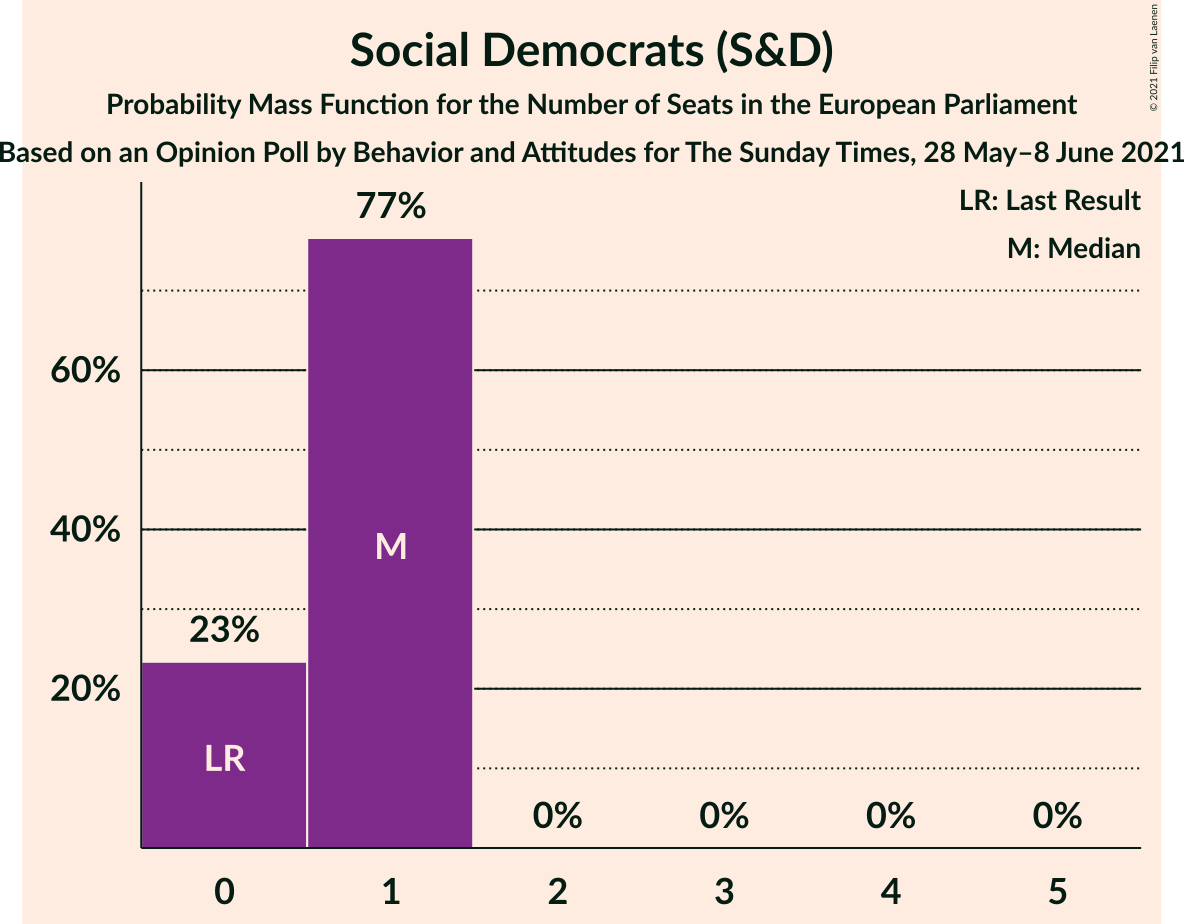 Social Democrats (S&D)
Probability Mass Function for the Number of Seats in the European Parliament
Based on an Opinion Poll by Behavior and Attitudes for The Sunday Times, 28 May–8 June 2021
© 2021 Filip van Laenen
LR: Last Result
M: Median
77%
60%
40%
M
23%
20%
LR
0% 0% 0% 0%
0 1 2 3 4 5